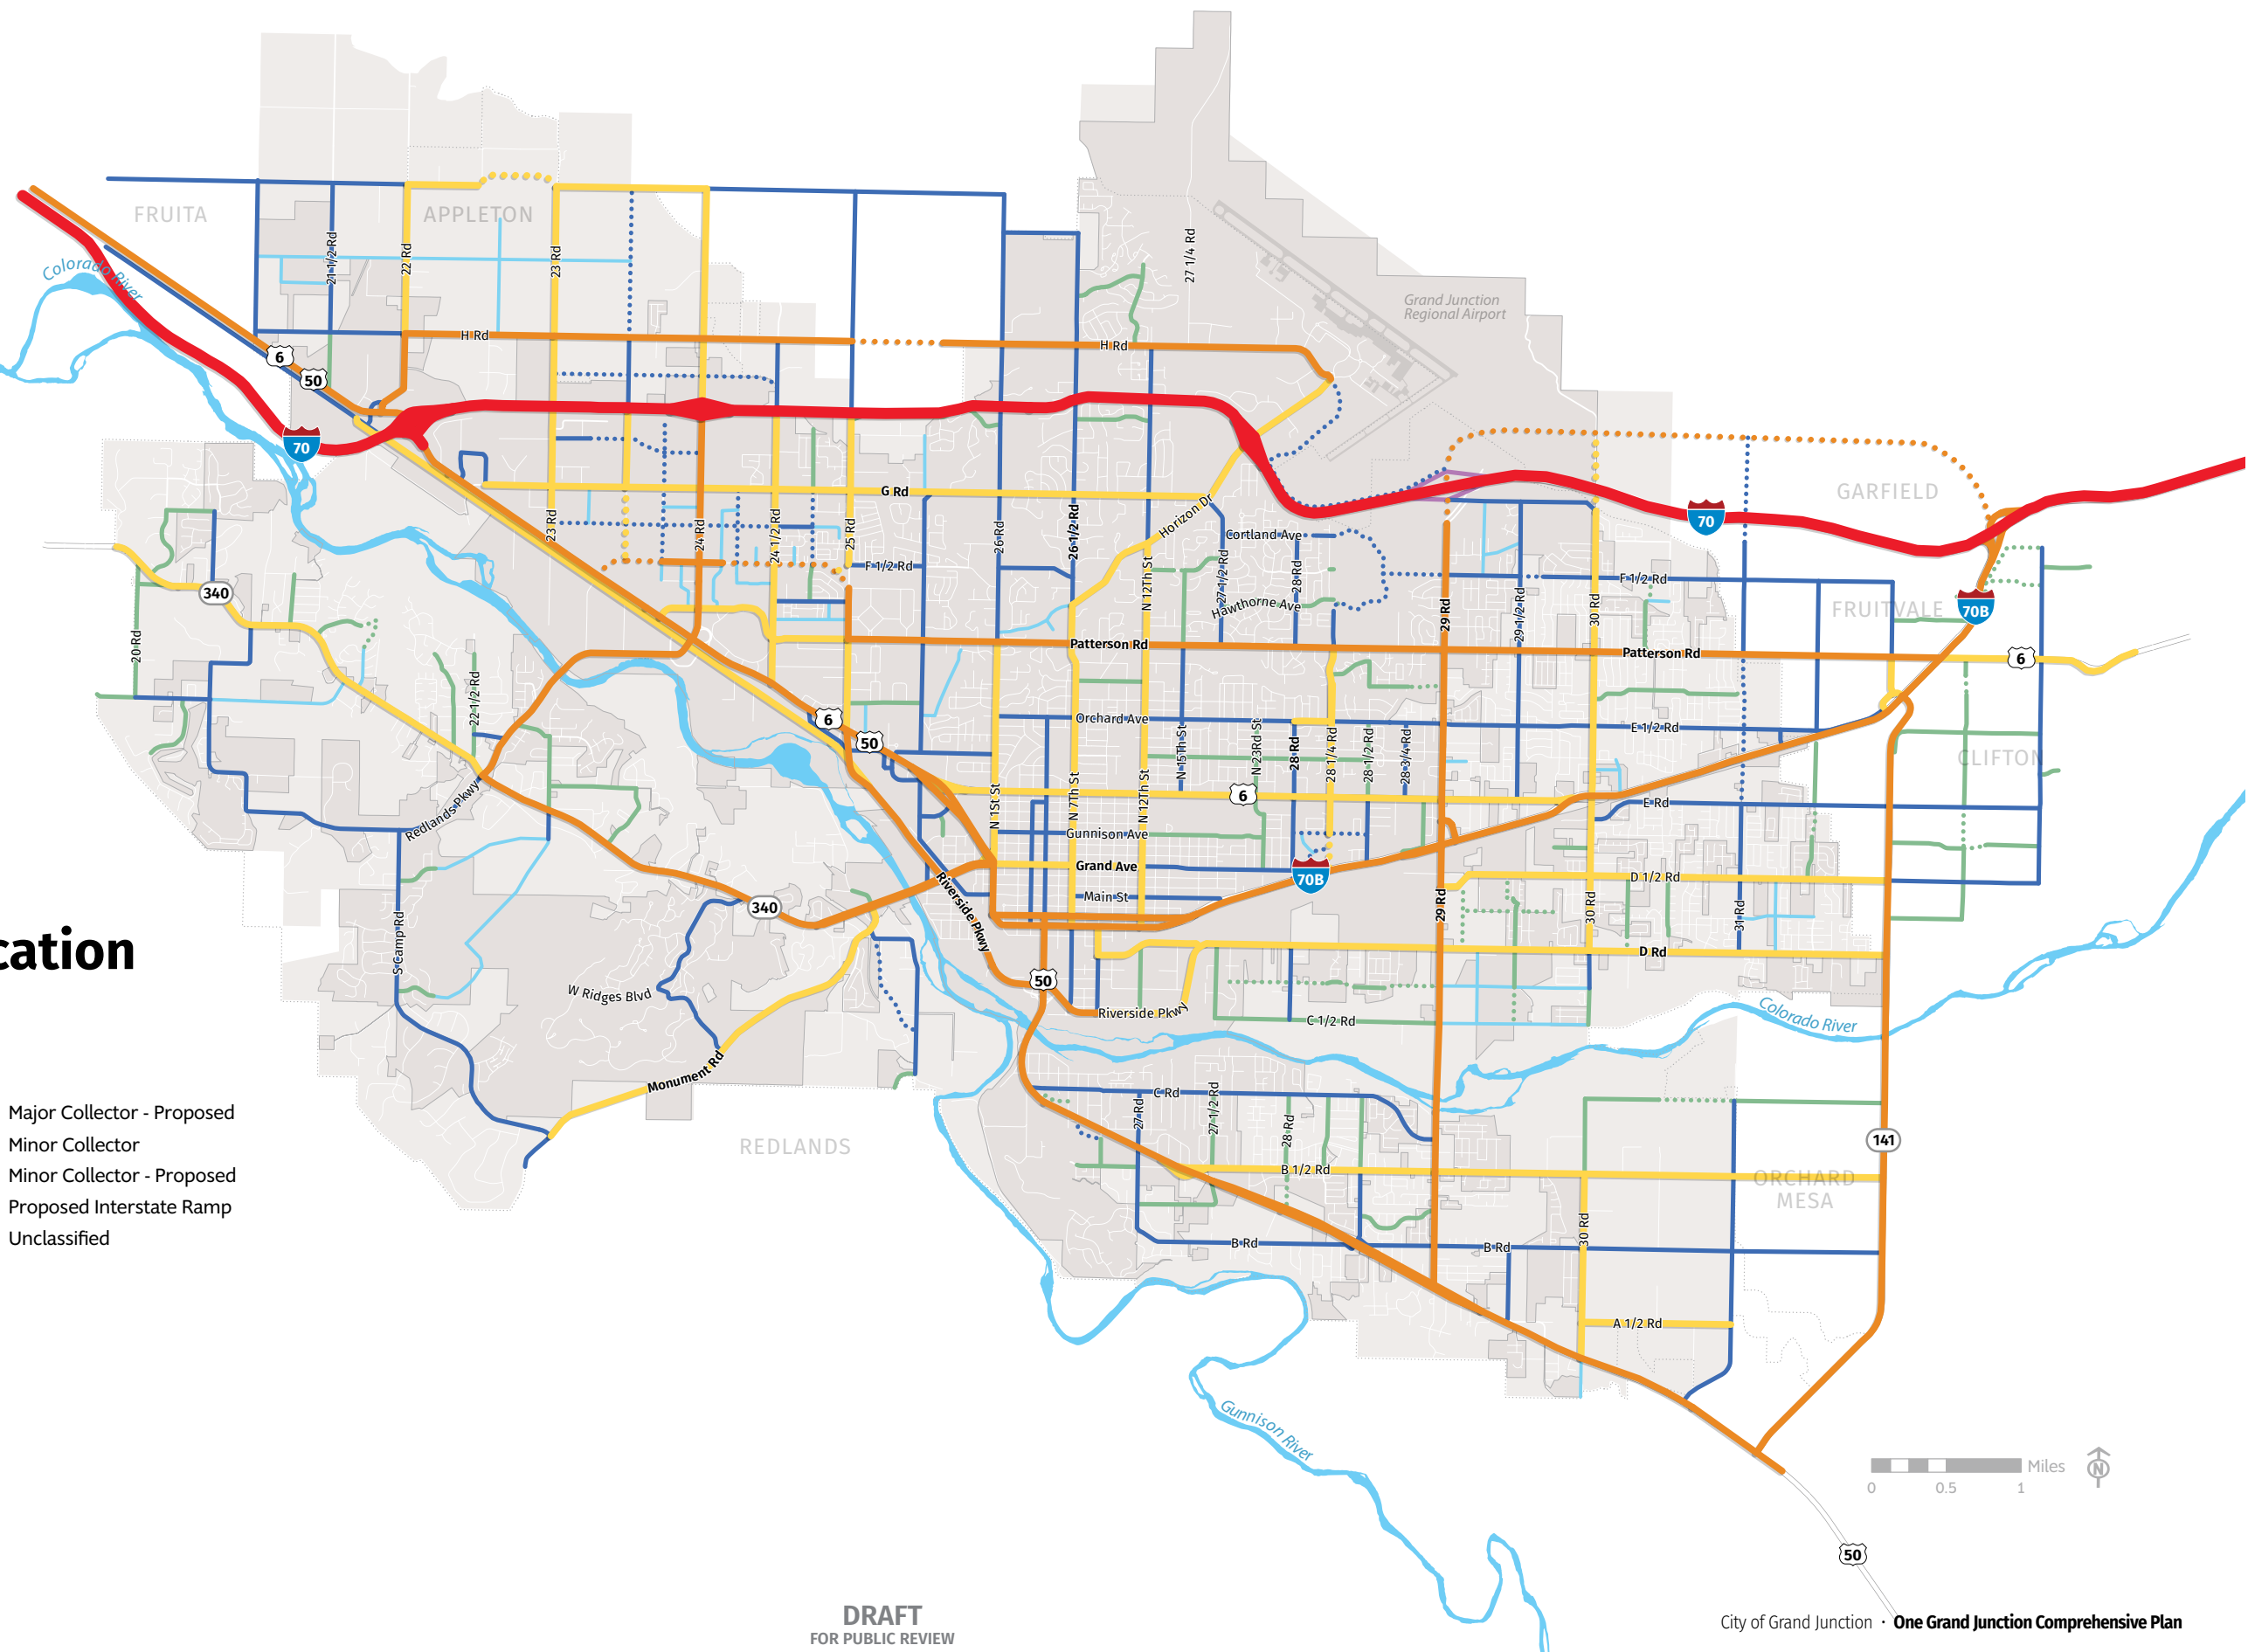 FRUITA
APPLETON
Colorado River
21 1/2 Rd
22 Rd
23 Rd
27 1/4 Rd
Grand Junction
Regional Airport
H Rd
H Rd
6
50
70
G Rd
23 Rd
24 Rd
24 1/2 Rd
25 Rd
26 Rd
26 1/2 Rd
Horizon Dr
Cortland Ave
N 12Th St
27 1/2 Rd
28 Rd
Hawthorne Ave
F 1/2 Rd
29 Rd
29 1/2 Rd
30 Rd
F 1/2 Rd
70
GARFIELD
FRUITVALE
70B
340
20 Rd
22 1/2 Rd
Patterson Rd
Patterson Rd
6
6
50
Orchard Ave
E 1/2 Rd
CLIFTON
N 15Th St
N 23Rd St
28 Rd
28 1/4 Rd
28 1/2 Rd
28 3/4 Rd
N 1St St
N 7Th St
N 12Th St
6
E Rd
Redlands Pkwy
Gunnison Ave
Grand Ave
70B
Main St
D 1/2 Rd
340
Riverside Pkwy
29 Rd
30 Rd
31 Rd
S Camp Rd
cation
D Rd
W Ridges Blvd
50
Riverside Pkwy
C 1/2 Rd
Colorado River
Monument Rd
C Rd
27 Rd
27 1/2 Rd
28 Rd
REDLANDS
141
B 1/2 Rd
ORCHARD
MESA
30 Rd
B Rd
B Rd
A 1/2 Rd
Major Collector - Proposed
Minor Collector
Minor Collector - Proposed
Proposed Interstate Ramp
Unclassified
Gunnison River
Miles
N
0 0.5 1
50
DRAFT
FOR PUBLIC REVIEW
City of Grand Junction · One Grand Junction Comprehensive Plan